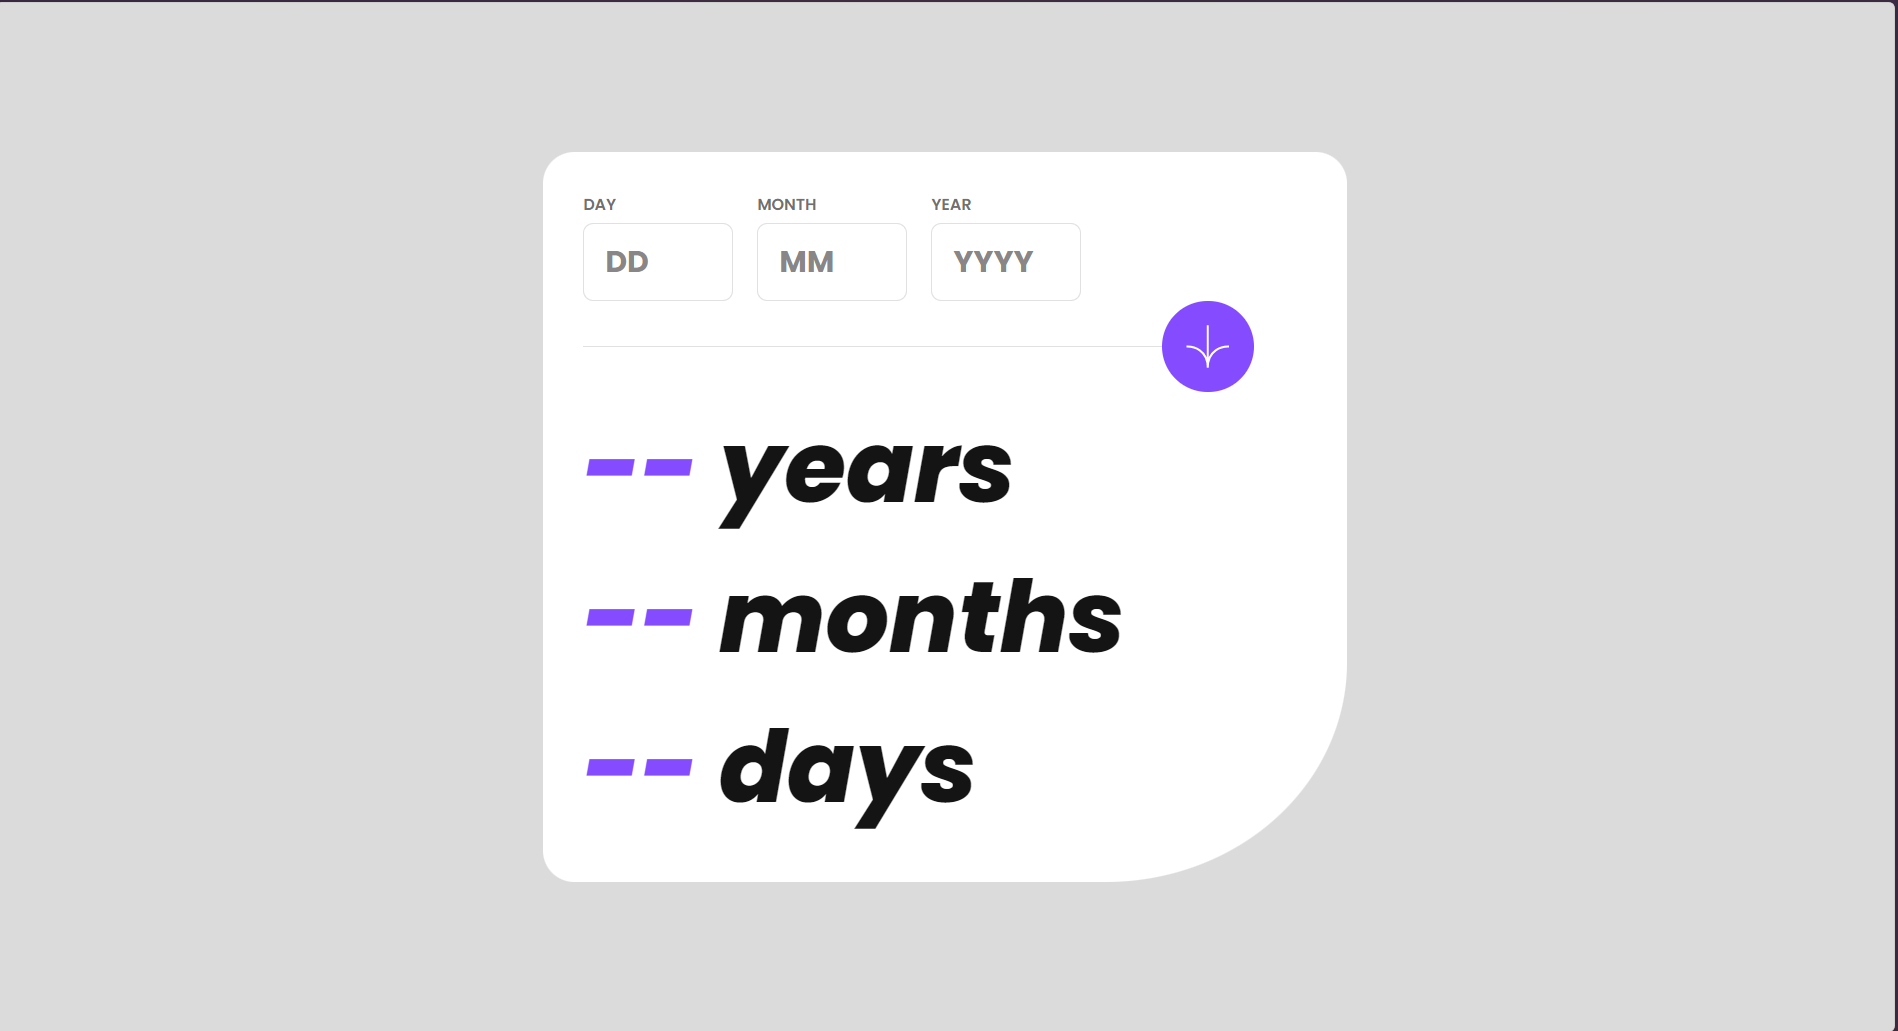 DAY MONTH YEAR
DD MM YYYY
-- years
-- months
-- days